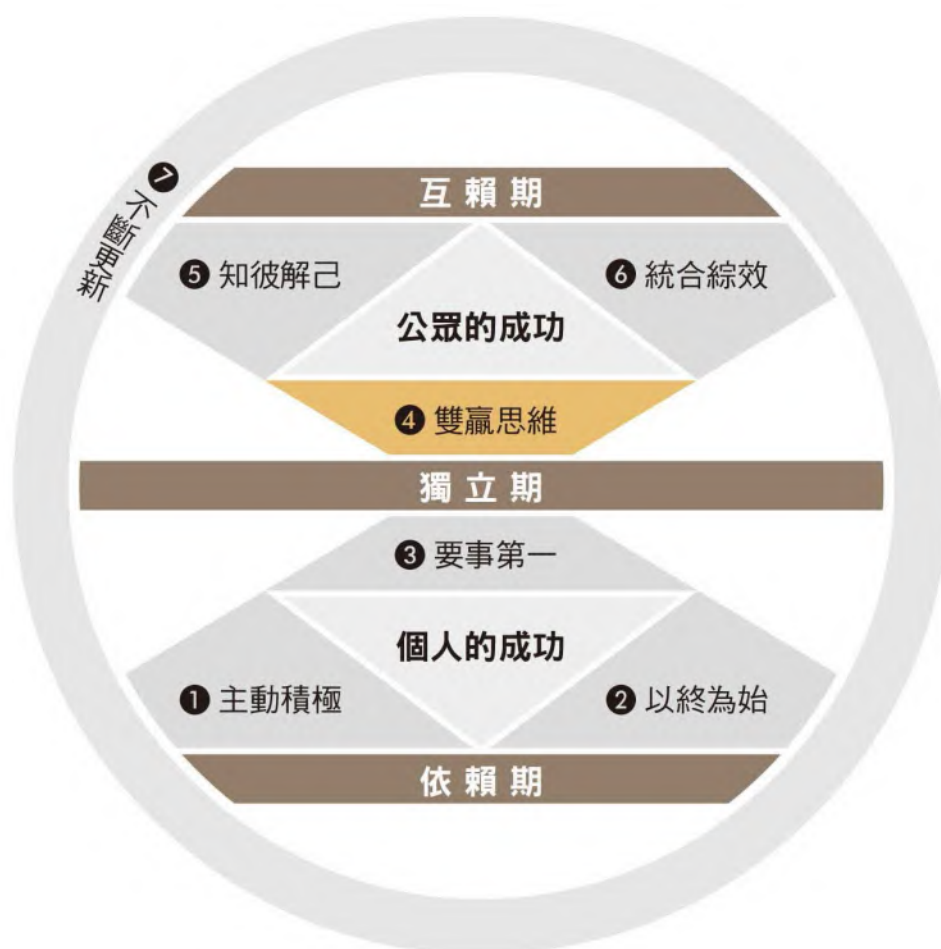 ❼不斷更新
互賴期
❺知彼解己
❻統合綜效
公眾的成功
❹雙贏思維
獨立期
❸要事第一
個人的成功
❶主動積極
❷以終為始
依賴期